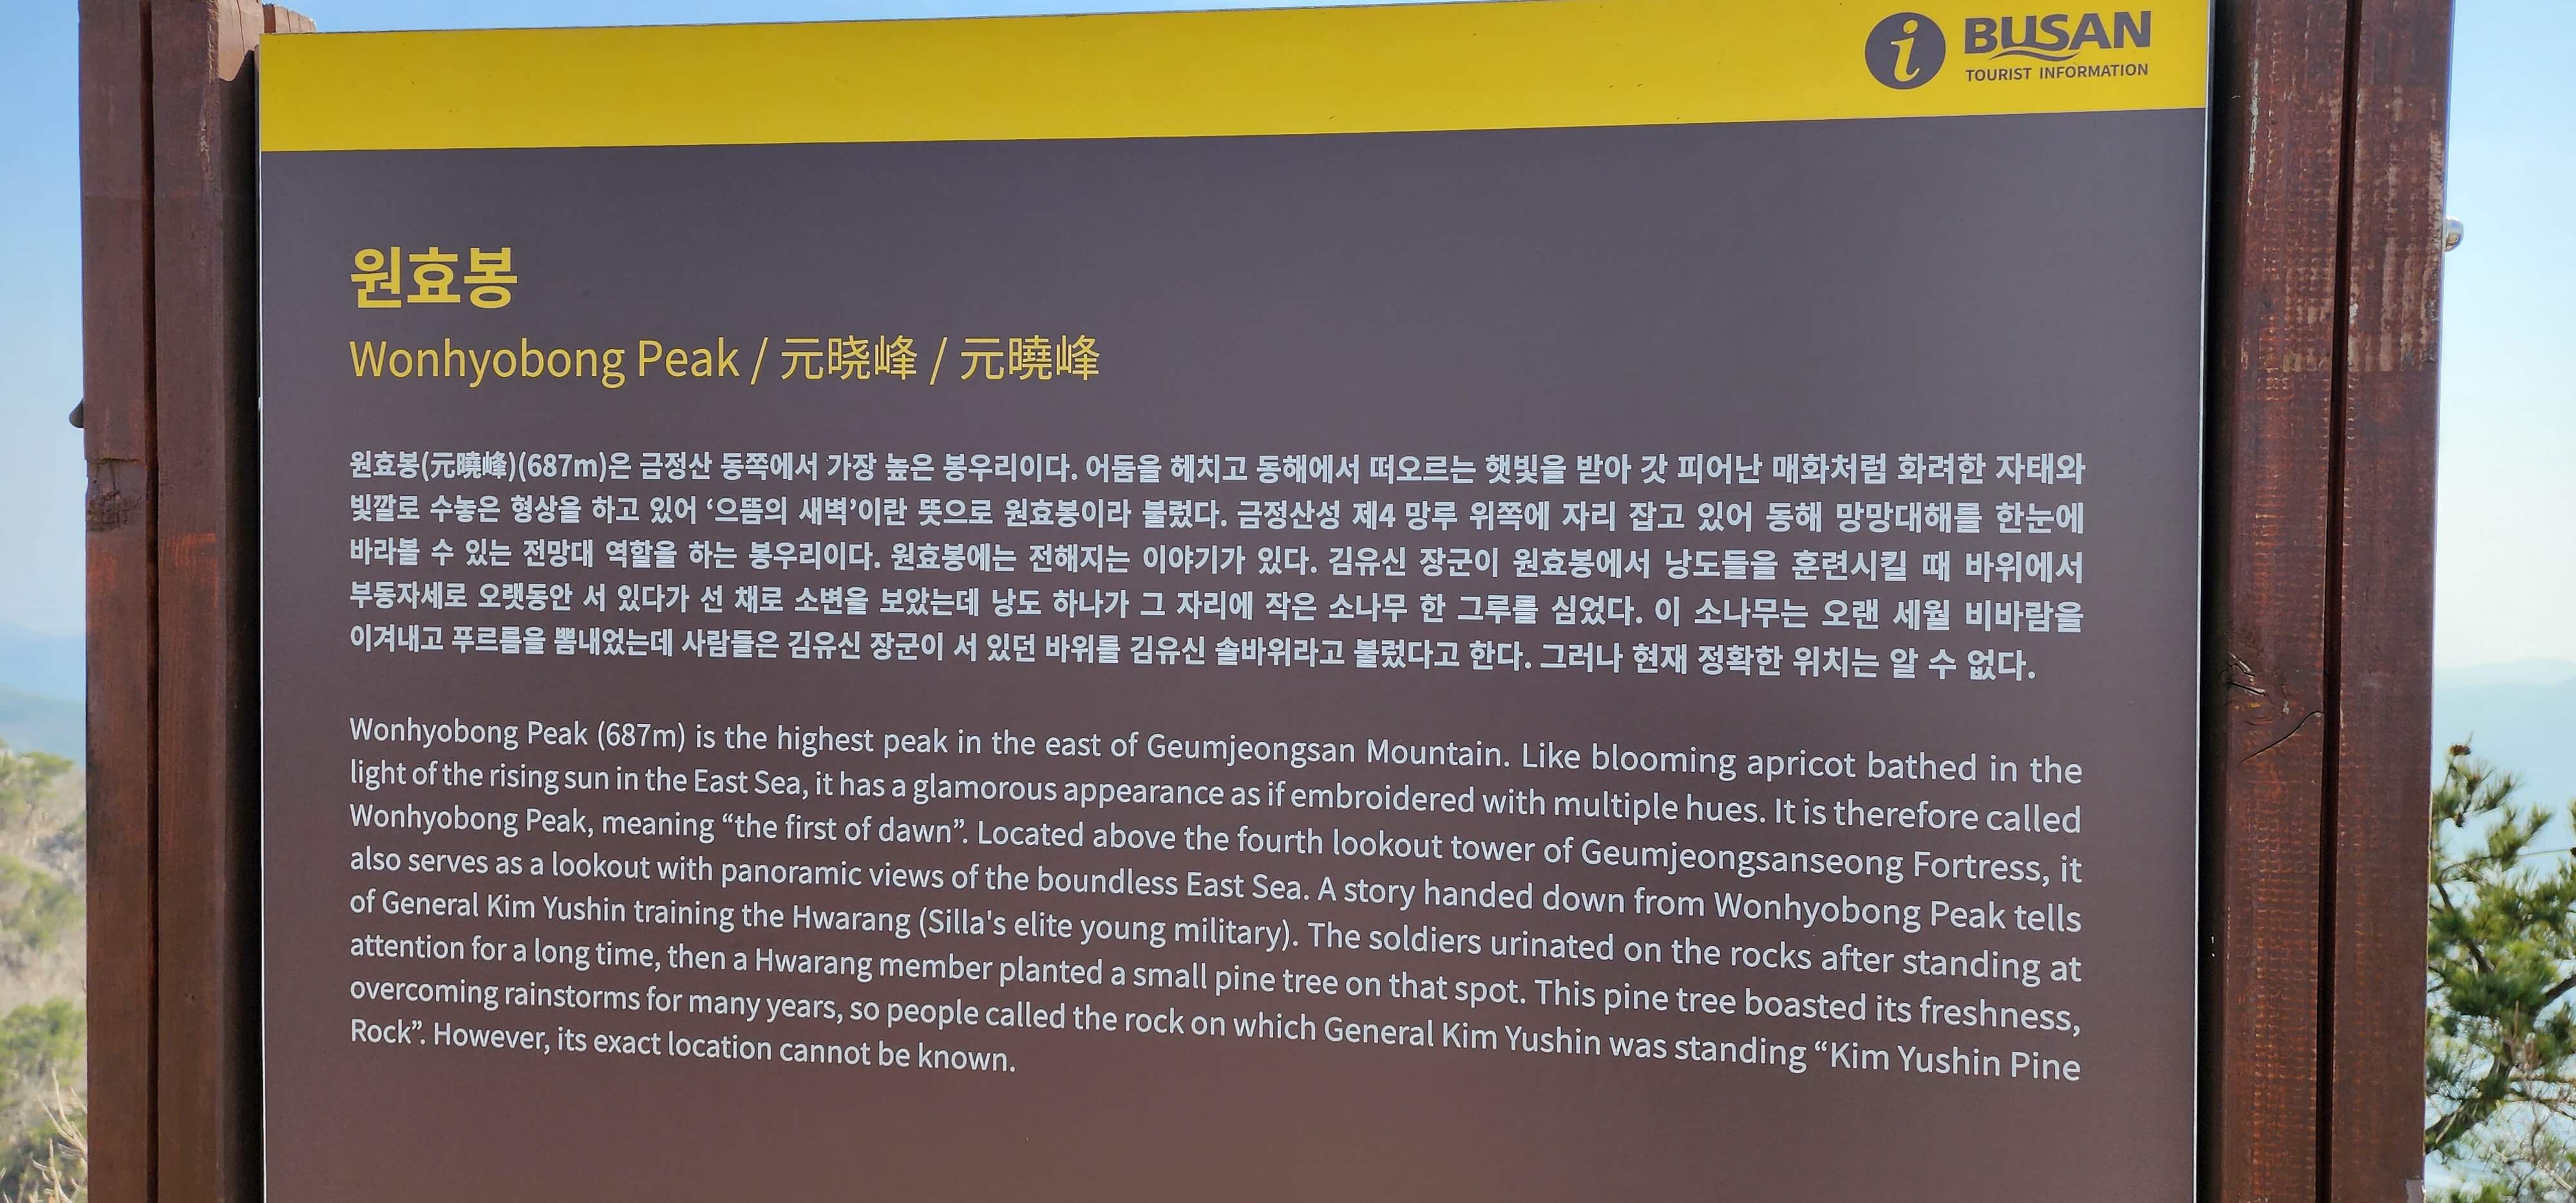 i BUSAN
TOURIST INFORMATION
원효봉
Wonhyobong Peak / 元晓峰 / 元曉峰
원효봉(元曉峰)(687m)은 금정산 동쪽에서 가장 높은 봉우리이다. 어둠을 헤치고 동해에서 떠오르는 햇빛을 받아 갓 피어난 매화처럼 화려한 자태와
빛깔로 수놓은 형상을 하고 있어 ‘으뜸의 새벽’이란 뜻으로 원효봉이라 불렀다. 금정산성 제4 망루 위쪽에 자리 잡고 있어 동해 망망대해를 한눈에
바라볼 수 있는 전망대 역할을 하는 봉우리이다. 원효봉에는 전해지는 이야기가 있다. 김유신 장군이 원효봉에서 낭도들을 훈련시킬 때 바위에서
부동자세로 오랫동안 서 있다가 선 채로 소변을 보았는데 낭도 하나가 그 자리에 작은 소나무 한 그루를 심었다. 이 소나무는 오랜 세월 비바람을
이겨내고 푸르름을 뽐내었는데 사람들은 김유신 장군이 서 있던 바위를 김유신 솔바위라고 불렀다고 한다. 그러나 현재 정확한 위치는 알 수 없다.
Wonhyobong Peak (687m) is the highest peak in the east of Geumjeongsan Mountain. Like blooming apricot bathed in the
light of the rising sun in the East Sea, it has a glamorous appearance as if embroidered with multiple hues. It is therefore called
Wonhyobong Peak, meaning “the first of dawn”. Located above the fourth lookout tower of Geumjeongsanseong Fortress, it
also serves as a lookout with panoramic views of the boundless East Sea. A story handed down from Wonhyobong Peak tells
of General Kim Yushin training the Hwarang (Silla's elite young military). The soldiers urinated on the rocks after standing at
attention for a long time, then a Hwarang member planted a small pine tree on that spot. This pine tree boasted its freshness,
overcoming rainstorms for many years, so people called the rock on which General Kim Yushin was standing “Kim Yushin Pine
Rock”. However, its exact location cannot be known.